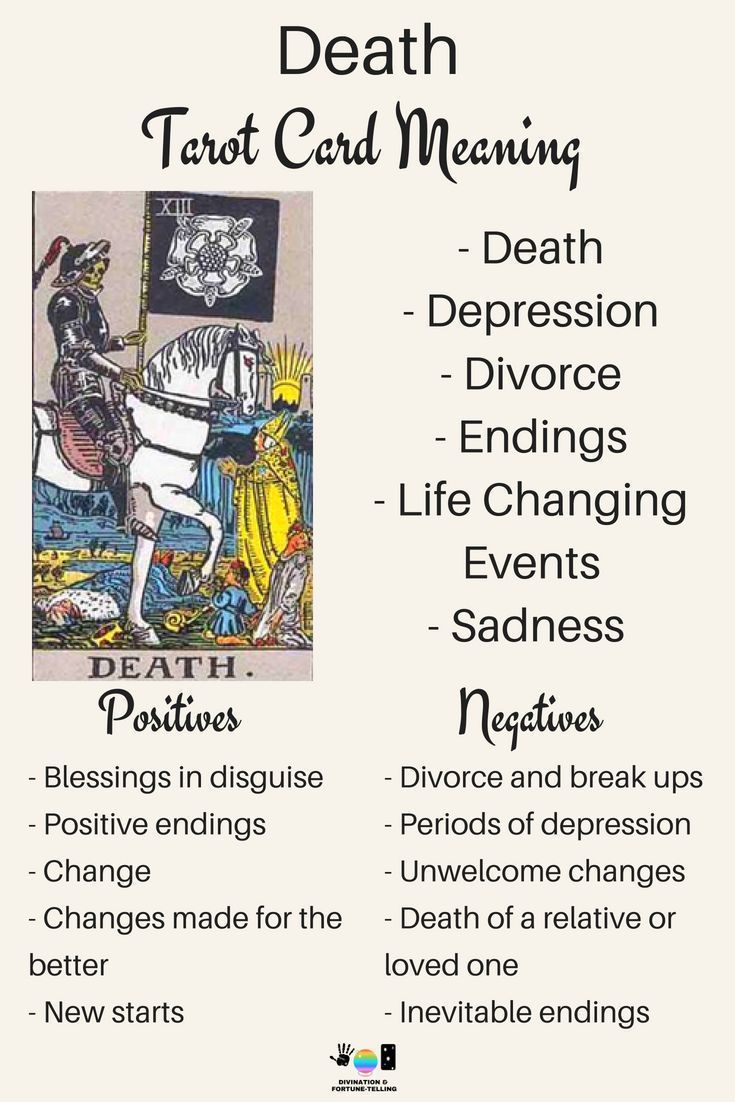 Death
Tarot Card Meaning
XIII
DEATH.
- Death
- Depression
- Divorce
- Endings
- Life Changing
Events
- Sadness
Positives
- Blessings in disguise
- Positive endings
- Change
- Changes made for the
better
- New starts
Negatives
- Divorce and break ups
- Periods of depression
- Unwelcome changes
- Death of a relative or
loved one
- Inevitable endings
DIVINATION &
FORTUNE-TELLING